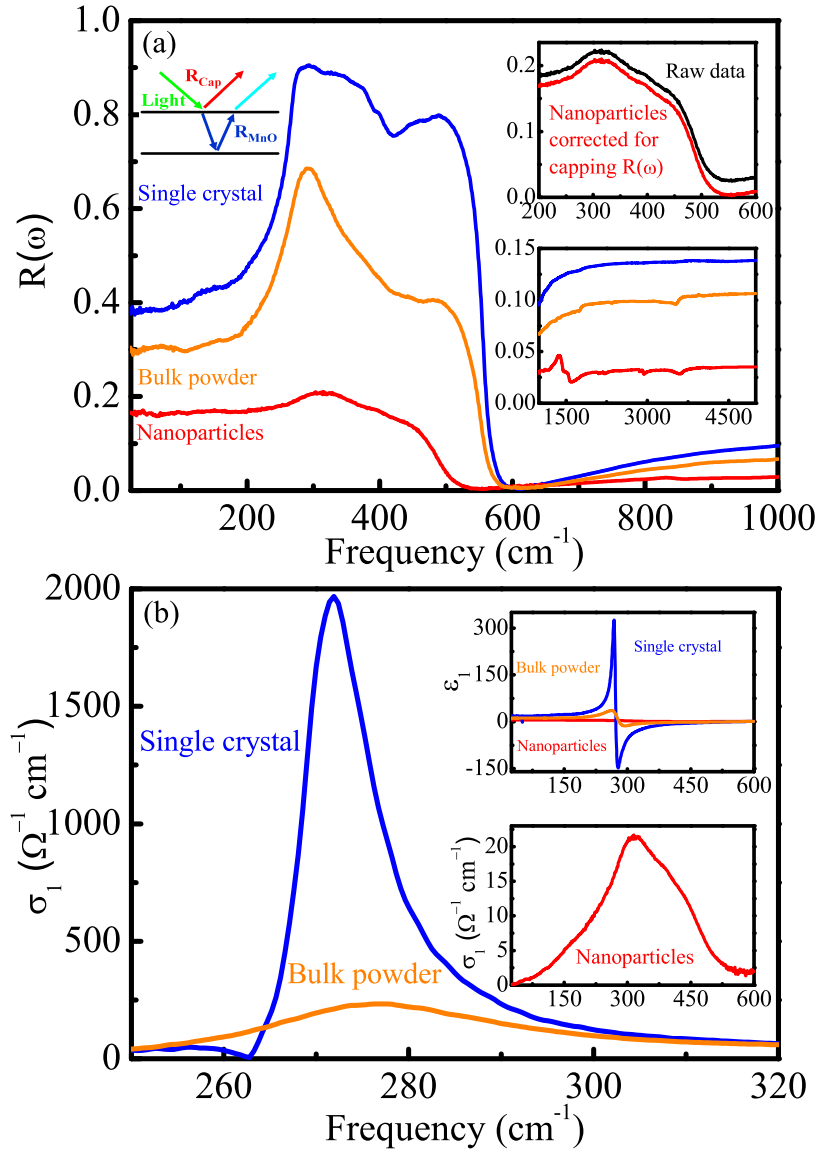 (a)
R(ω)
1.0
0.8
0.6
0.4
0.2
0.0
200
400
600
800
1000
Frequency (cm⁻¹)
Light
R_Cap
R_MnO
Single crystal
Bulk powder
Nanoparticles
0.2
0.1
0.0
200
300
400
500
600
Raw data
Nanoparticles
corrected for
capping R(ω)
0.15
0.10
0.05
0.00
1500
3000
4500
(b)
σ₁ (Ω⁻¹ cm⁻¹)
2000
1500
1000
500
0
260
280
300
320
Frequency (cm⁻¹)
Single crystal
Bulk powder
ε₁
300
150
0
-150
150
300
450
600
Single crystal
Bulk powder
Nanoparticles
σ₁ (Ω⁻¹ cm⁻¹)
20
15
10
5
0
150
300
450
600
Nanoparticles